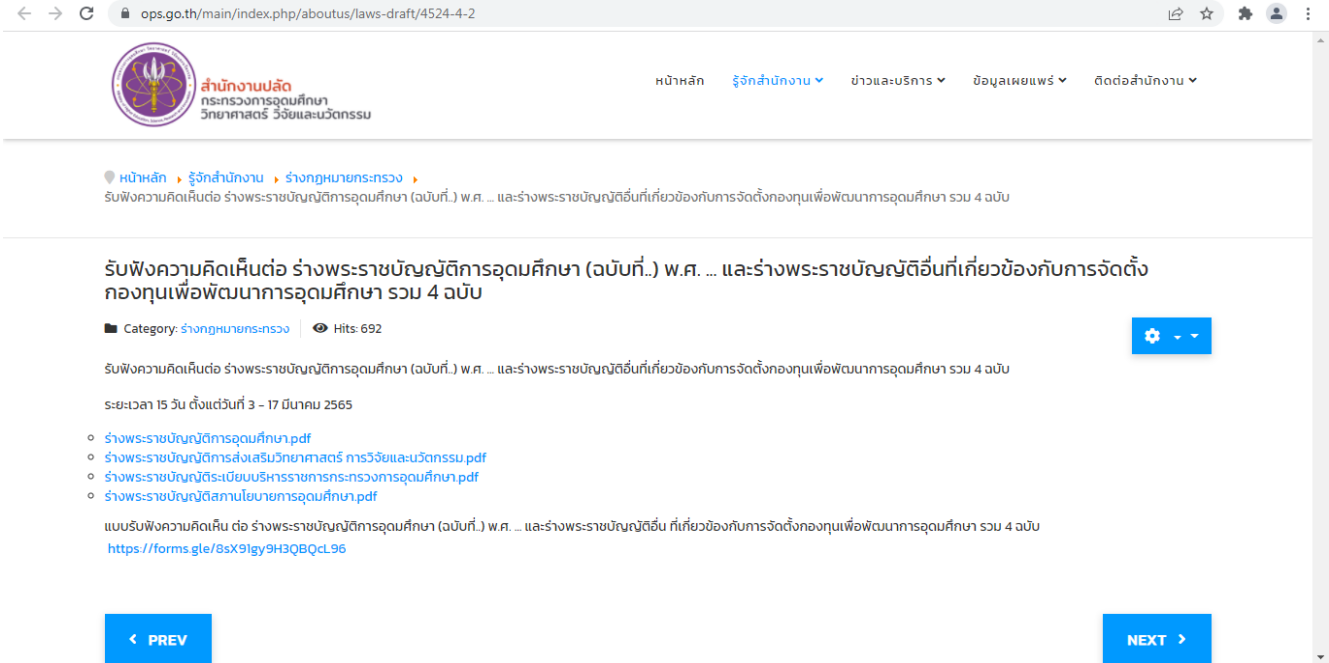 ops.go.th/main/index.php/aboutus/laws-draft/4524-4-2
สำนักงานปลัด
กระทรวงการอุดมศึกษา
วิทยาศาสตร์ วิจัยและนวัตกรรม
หน้าหลัก รู้จักสำนักงาน ข่าวและบริการ ข้อมูลเผยแพร่ ติดต่อสำนักงาน
หน้าหลัก รู้จักสำนักงาน ร่างกฎหมายกระทรวง
รับฟังความคิดเห็นต่อ ร่างพระราชบัญญัติการอุดมศึกษา (ฉบับที่..) พ.ศ. ... และร่างพระราชบัญญัติอื่นที่เกี่ยวข้องกับการจัดตั้งกองทุนเพื่อพัฒนาการอุดมศึกษา รวม 4 ฉบับ
รับฟังความคิดเห็นต่อ ร่างพระราชบัญญัติการอุดมศึกษา (ฉบับที่..) พ.ศ. ... และร่างพระราชบัญญัติอื่นที่เกี่ยวข้องกับการจัดตั้ง
กองทุนเพื่อพัฒนาการอุดมศึกษา รวม 4 ฉบับ
Category: ร่างกฎหมายกระทรวง Hits: 692
รับฟังความคิดเห็นต่อ ร่างพระราชบัญญัติการอุดมศึกษา (ฉบับที่..) พ.ศ. ... และร่างพระราชบัญญัติอื่นที่เกี่ยวข้องกับการจัดตั้งกองทุนเพื่อพัฒนาการอุดมศึกษา รวม 4 ฉบับ
ระยะเวลา 15 วัน ตั้งแต่วันที่ 3 - 17 มีนาคม 2565
ร่างพระราชบัญญัติการอุดมศึกษา.pdf
ร่างพระราชบัญญัติการส่งเสริมวิทยาศาสตร์ การวิจัยและนวัตกรรม.pdf
ร่างพระราชบัญญัติระเบียบบริหารราชการกระทรวงการอุดมศึกษา.pdf
ร่างพระราชบัญญัติสภานโยบายการอุดมศึกษา.pdf
แบบรับฟังความคิดเห็น ต่อ ร่างพระราชบัญญัติการอุดมศึกษา (ฉบับที่..) พ.ศ. ... และร่างพระราชบัญญัติอื่น ที่เกี่ยวข้องกับการจัดตั้งกองทุนเพื่อพัฒนาการอุดมศึกษา รวม 4 ฉบับ
https://forms.gle/8sX91gy9H3QBQcL96
PREV NEXT